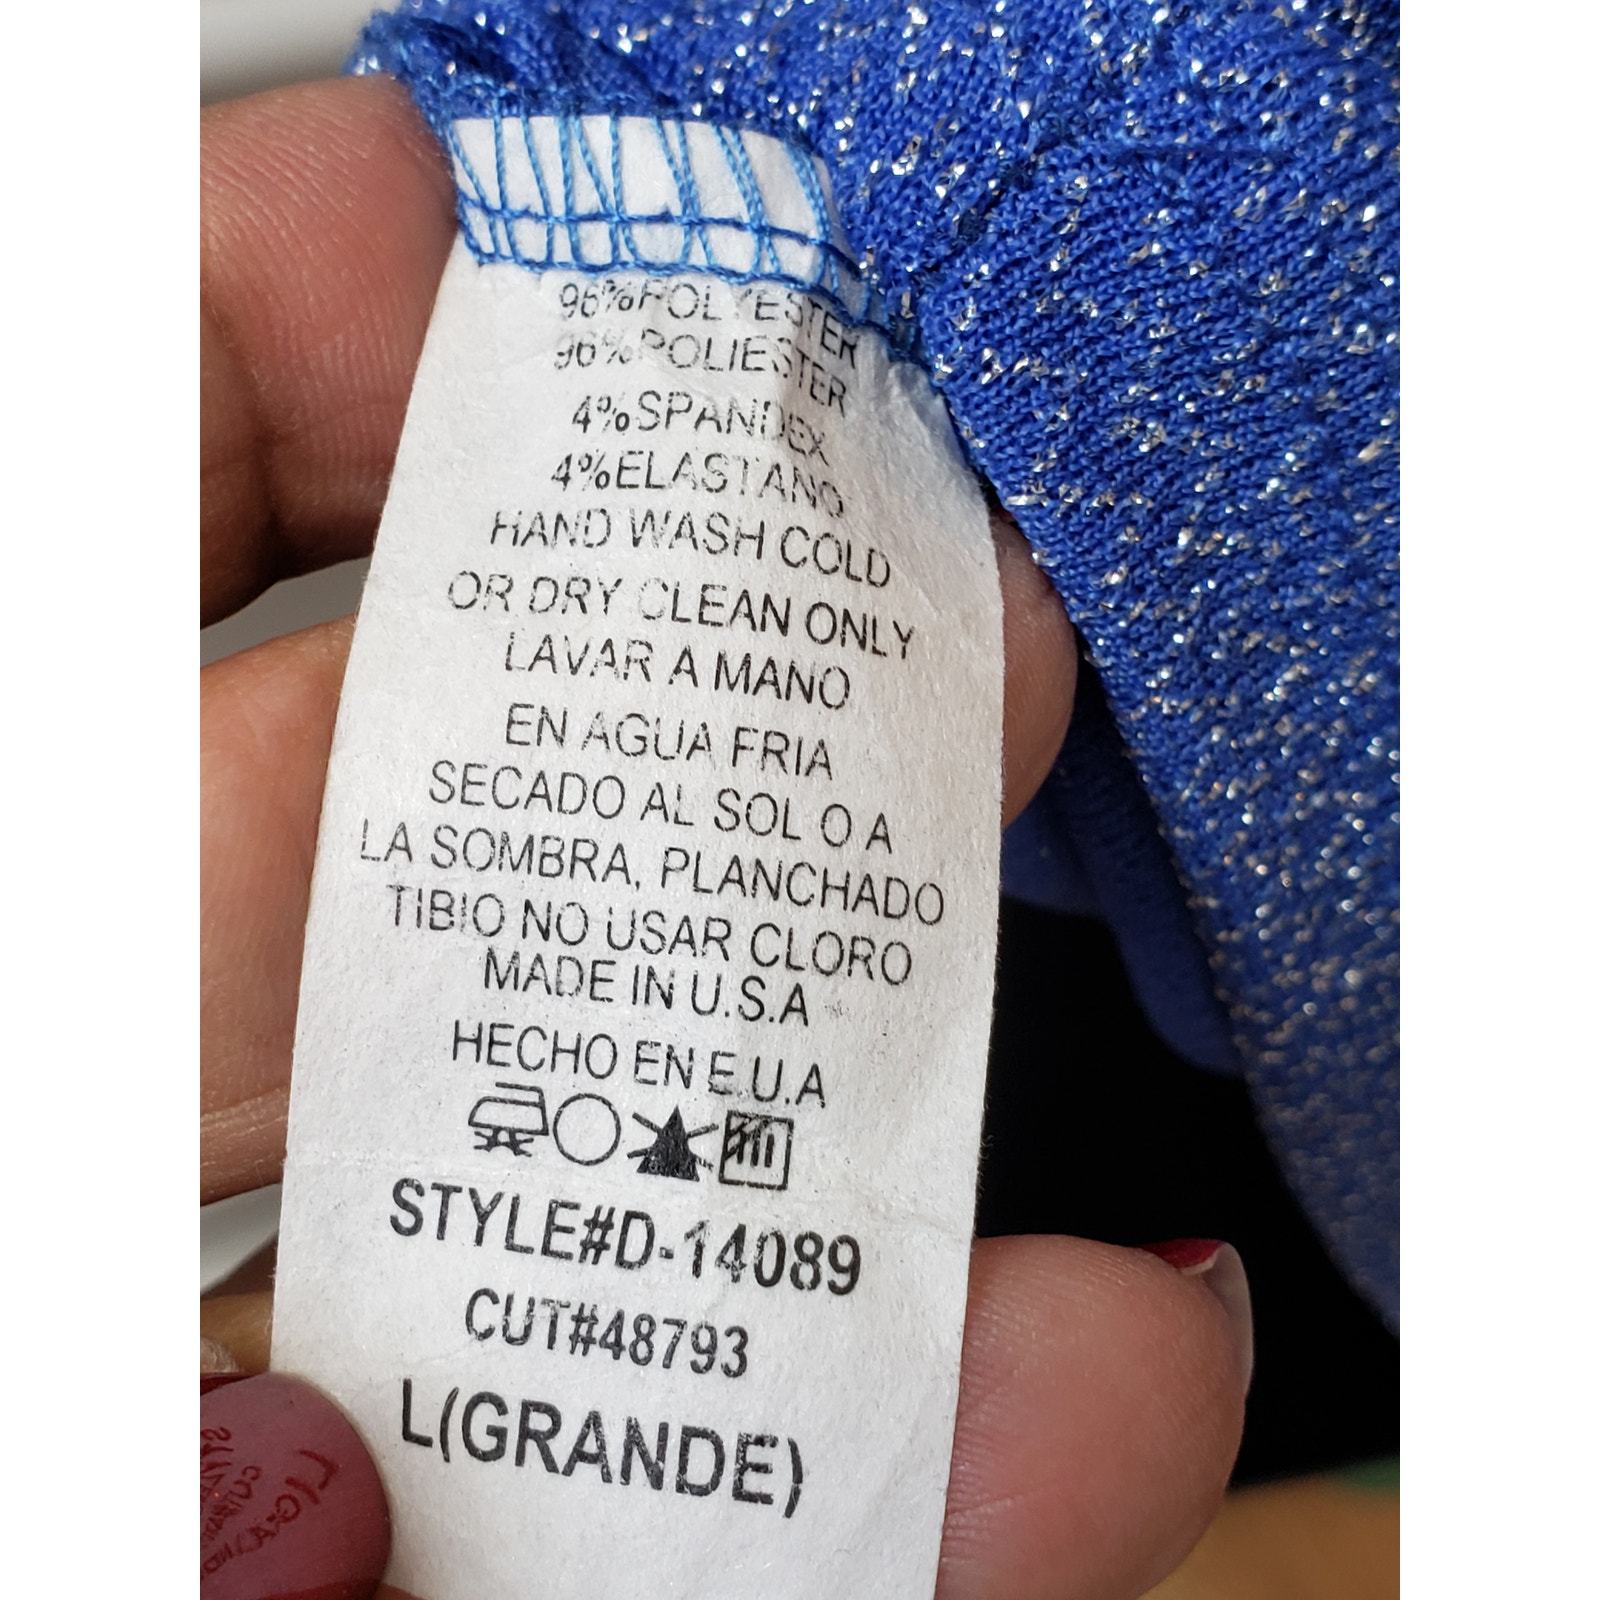 96%POLYESTER
96%POLIESTER
4%SPANDEX
4%ELASTANO
HAND WASH COLD
OR DRY CLEAN ONLY
LAVAR A MANO
EN AGUA FRIA
SECADO AL SOL O A
LA SOMBRA, PLANCHADO
TIBIO NO USAR CLORO
MADE IN U.S.A
HECHO EN E.U.A
STYLE#D-14089
CUT#48793
L(GRANDE)